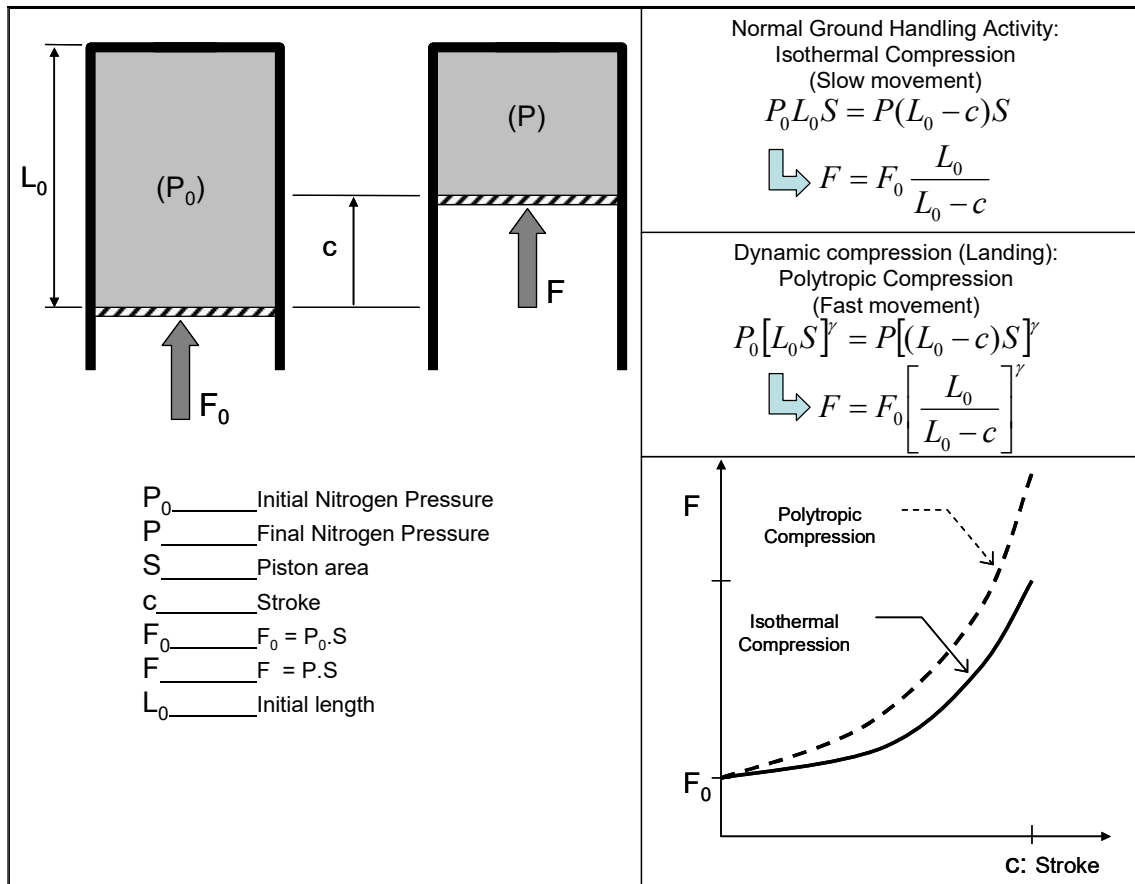 L₀
(P₀)
F₀
c
(P)
F
P₀ Initial Nitrogen Pressure
P Final Nitrogen Pressure
S Piston area
c Stroke
F₀ F₀ = P₀.S
F F = P.S
L₀ Initial length
Normal Ground Handling Activity:
Isothermal Compression
(Slow movement)
P₀L₀S = P(L₀ − c)S
F = F₀ L₀ / (L₀ − c)
Dynamic compression (Landing):
Polytropic Compression
(Fast movement)
P₀[L₀S]^γ = P[(L₀ − c)S]^γ
F = F₀[L₀ / (L₀ − c)]^γ
F
Polytropic
Compression
Isothermal
Compression
F₀
c: Stroke